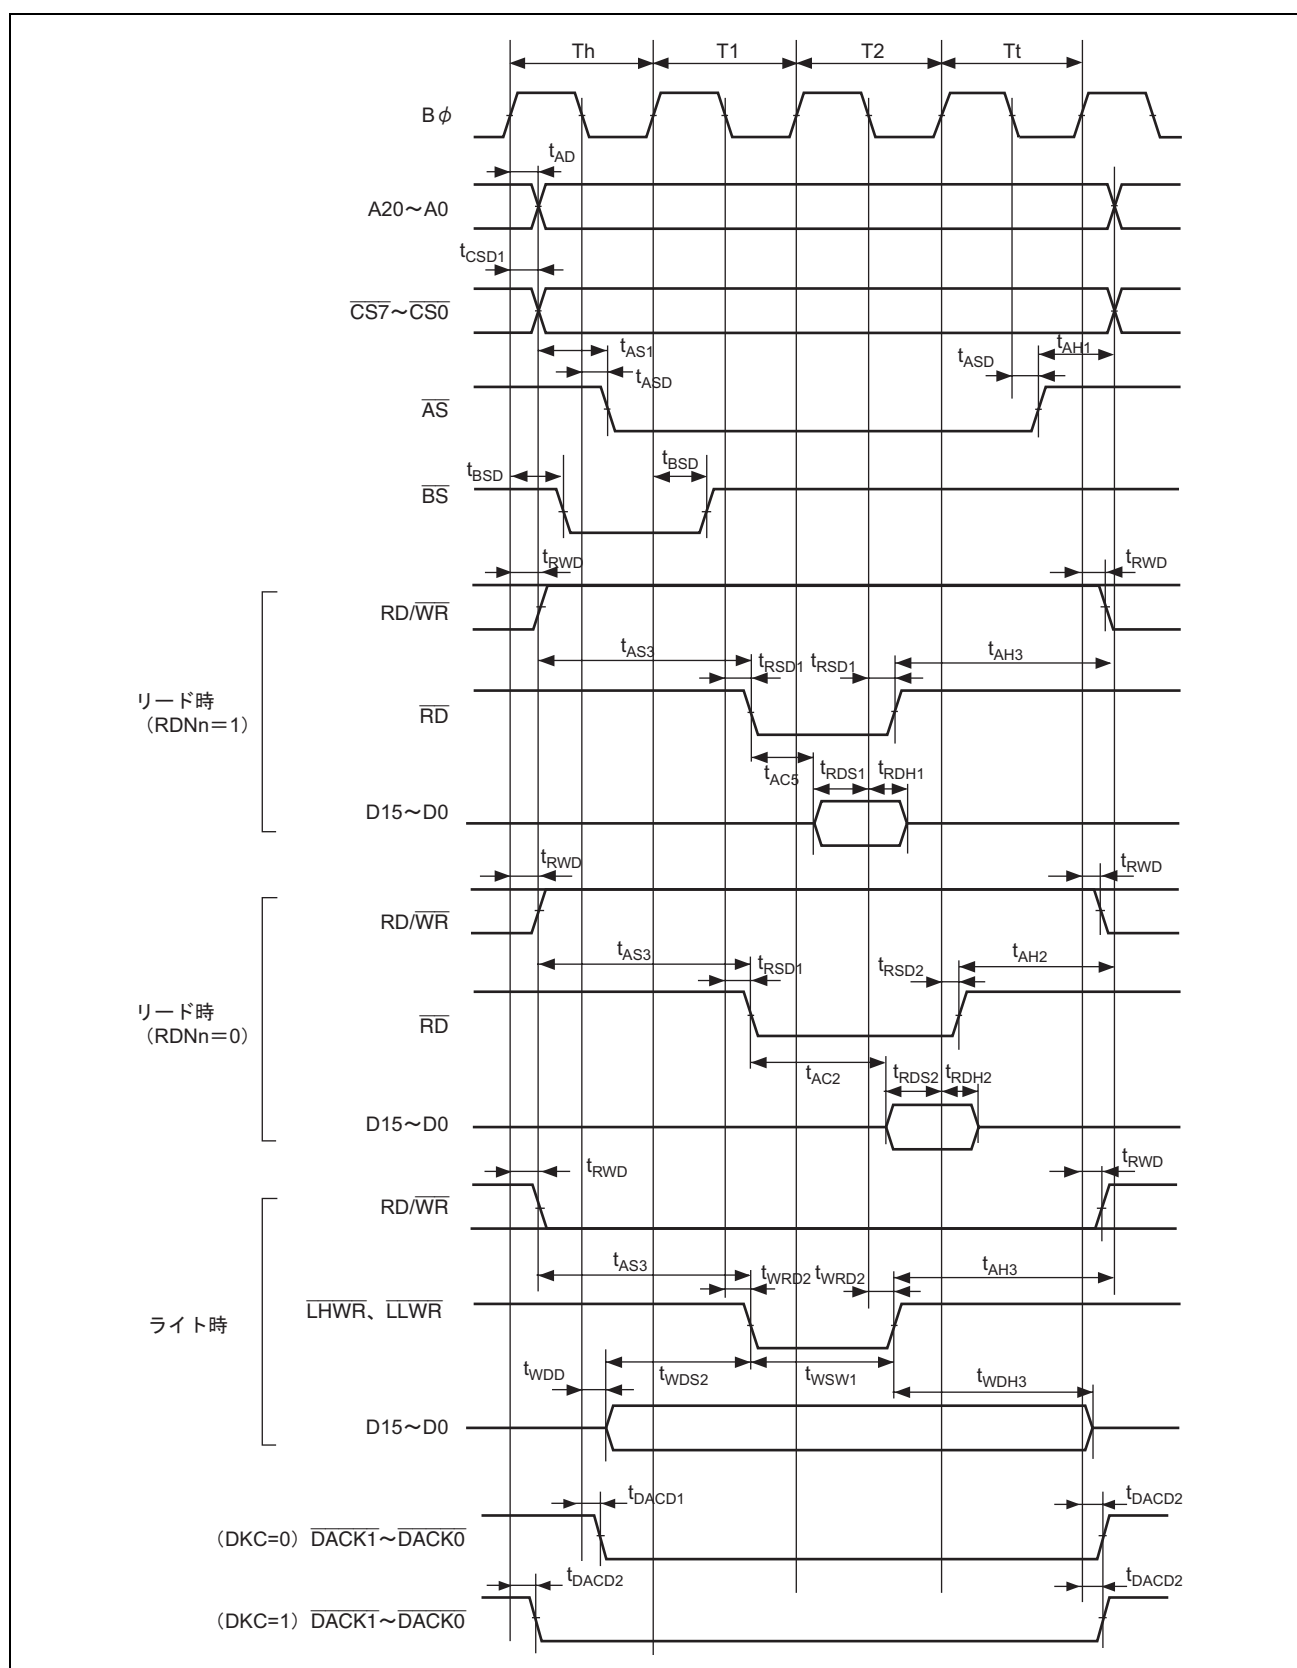 Th T1 T2 Tt
Bφ
tAD
A20～A0
tCSD1
CS7～CS0
tAS1 tASD tASD tAH1
AS
tBSD tBSD
BS
tRWD tRWD
RD/WR
tAS3 tRSD1 tRSD1 tAH3
リード時
（RDNn＝1）
RD
tAC5 tRDS1 tRDH1
D15～D0
tRWD tRWD
RD/WR
tAS3 tRSD1 tRSD2 tAH2
リード時
（RDNn＝0）
RD
tAC2 tRDS2 tRDH2
D15～D0
tRWD tRWD
RD/WR
tAS3 tWRD2 tWRD2 tAH3
LHWR、LLWR
ライト時
tWDD tWDS2 tWSW1 tWDH3
D15～D0
tDACD1 tDACD2
（DKC=0）DACK1～DACK0
tDACD2 tDACD2
（DKC=1）DACK1～DACK0